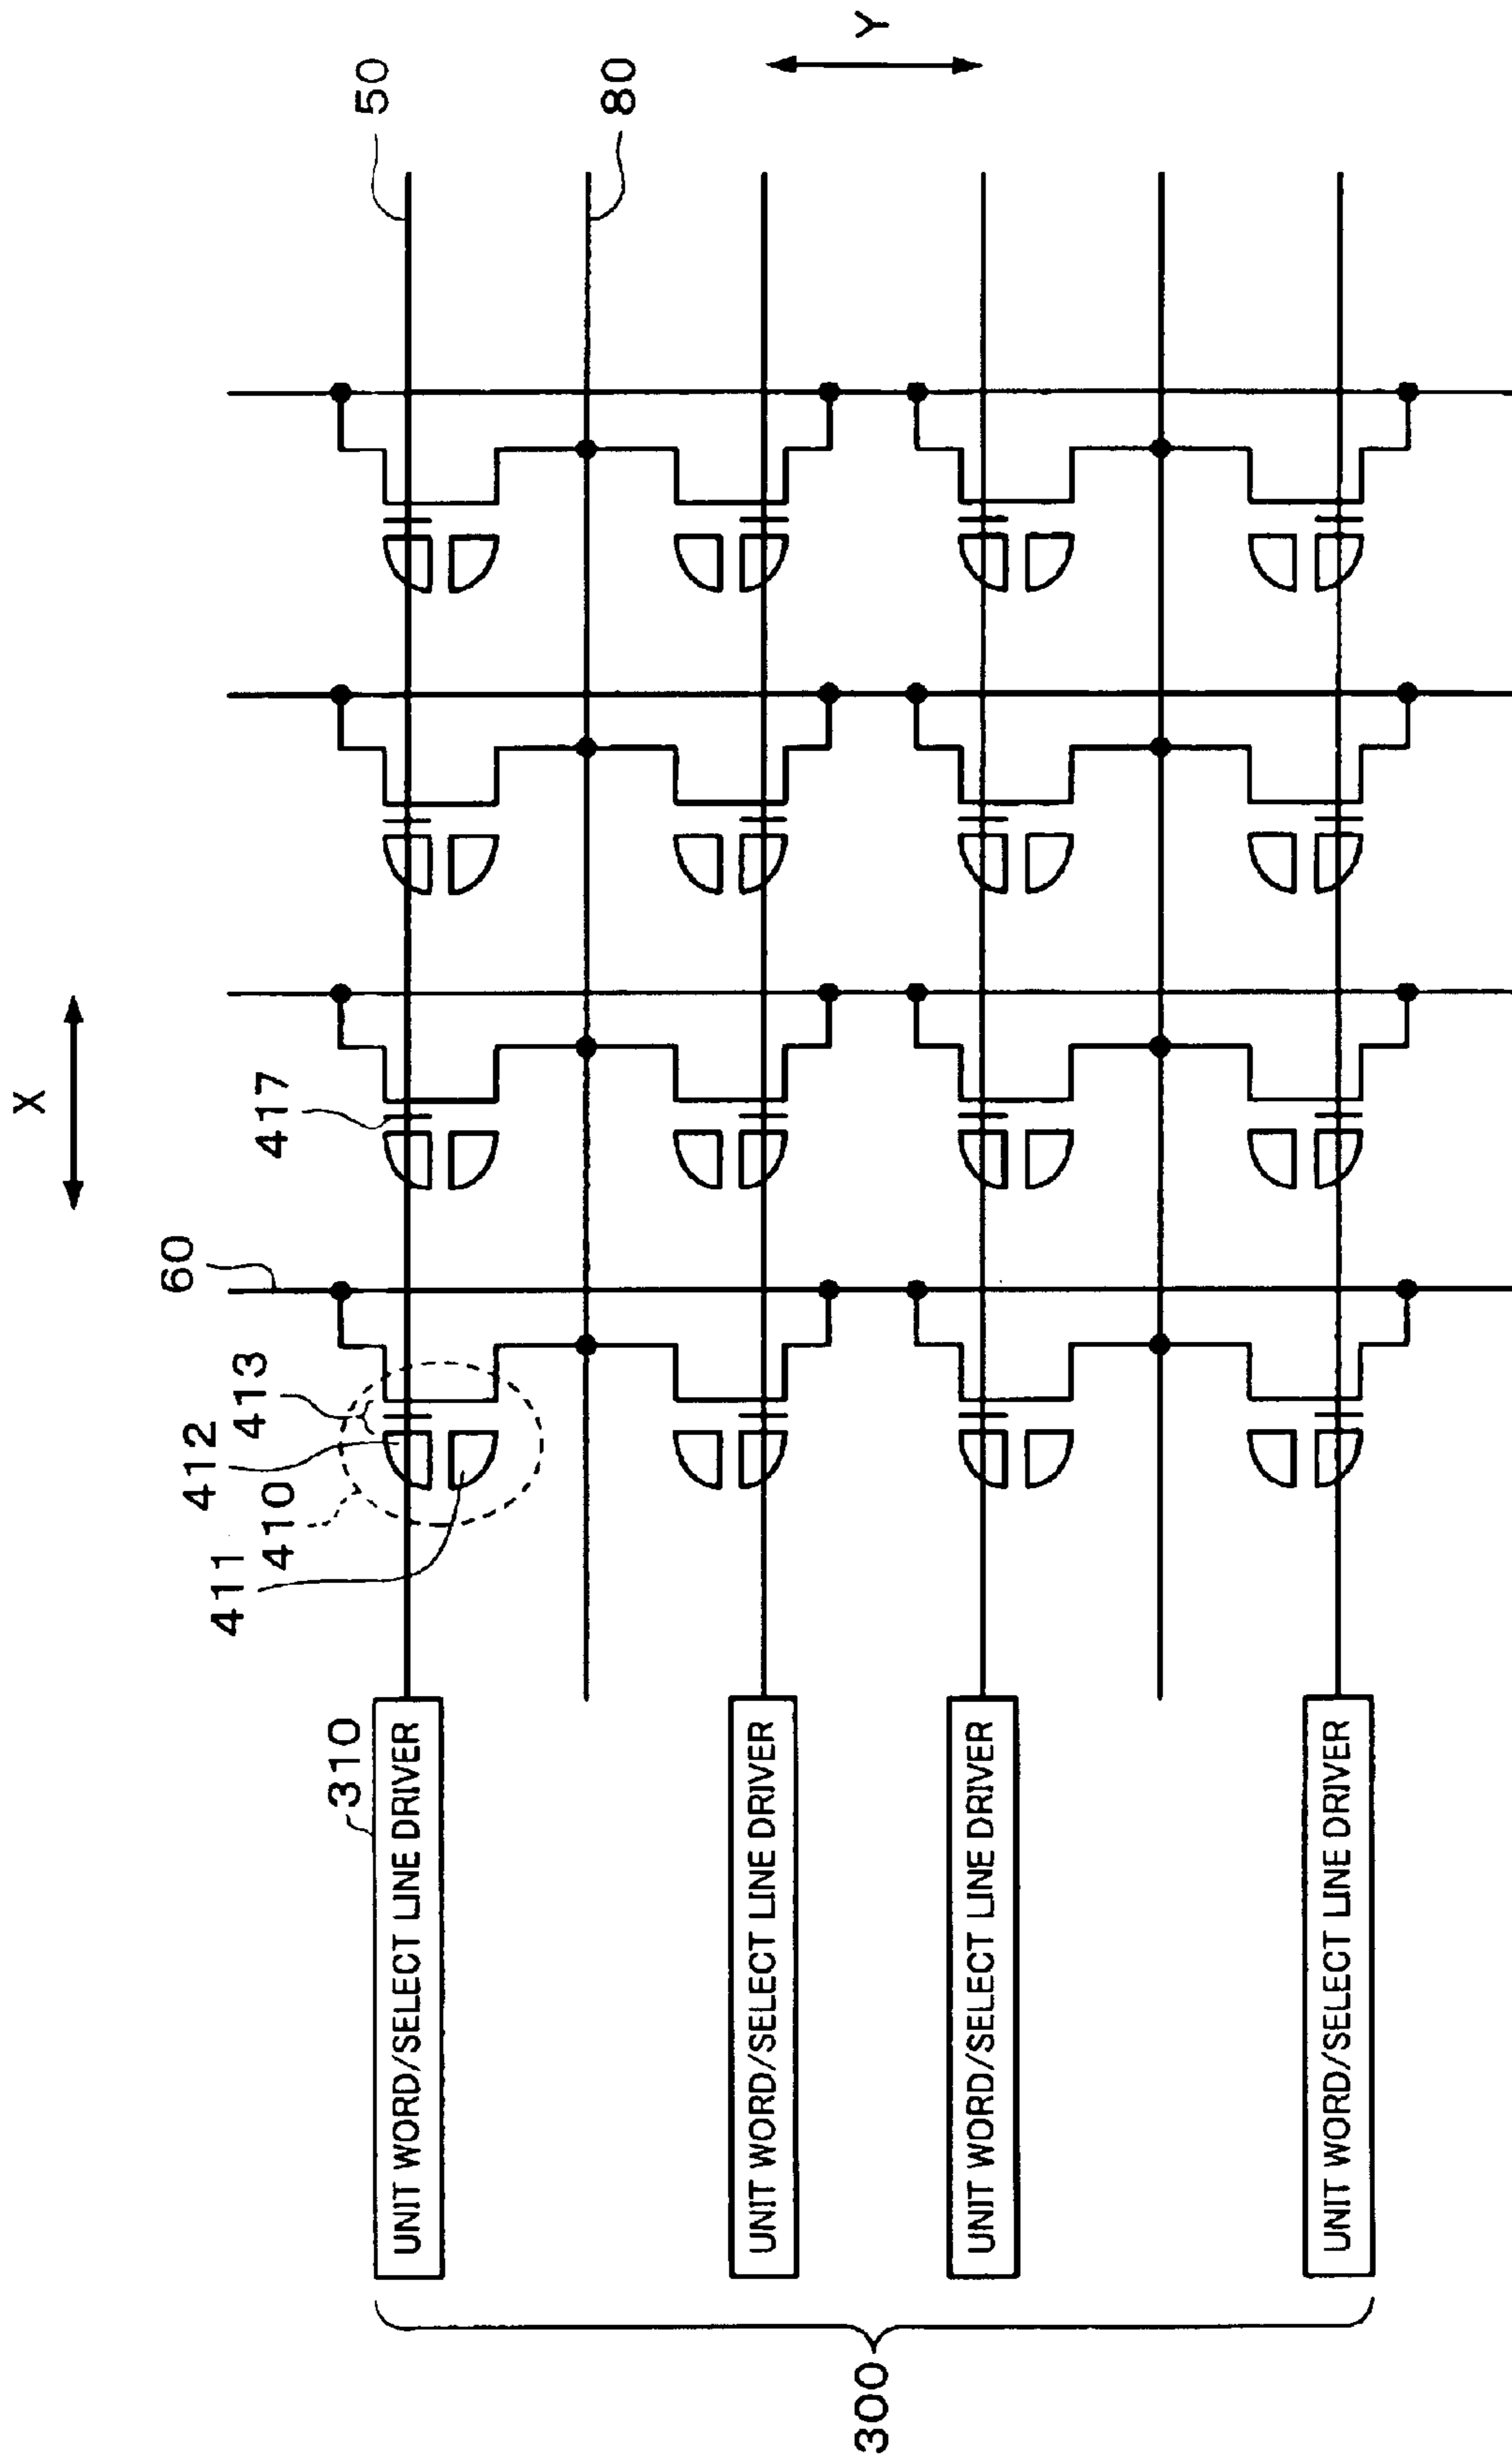 X
60
412
411
413
417
410
310
50
UNIT WORD/SELECT LINE DRIVER
80
UNIT WORD/SELECT LINE DRIVER
300
Y
UNIT WORD/SELECT LINE DRIVER
UNIT WORD/SELECT LINE DRIVER